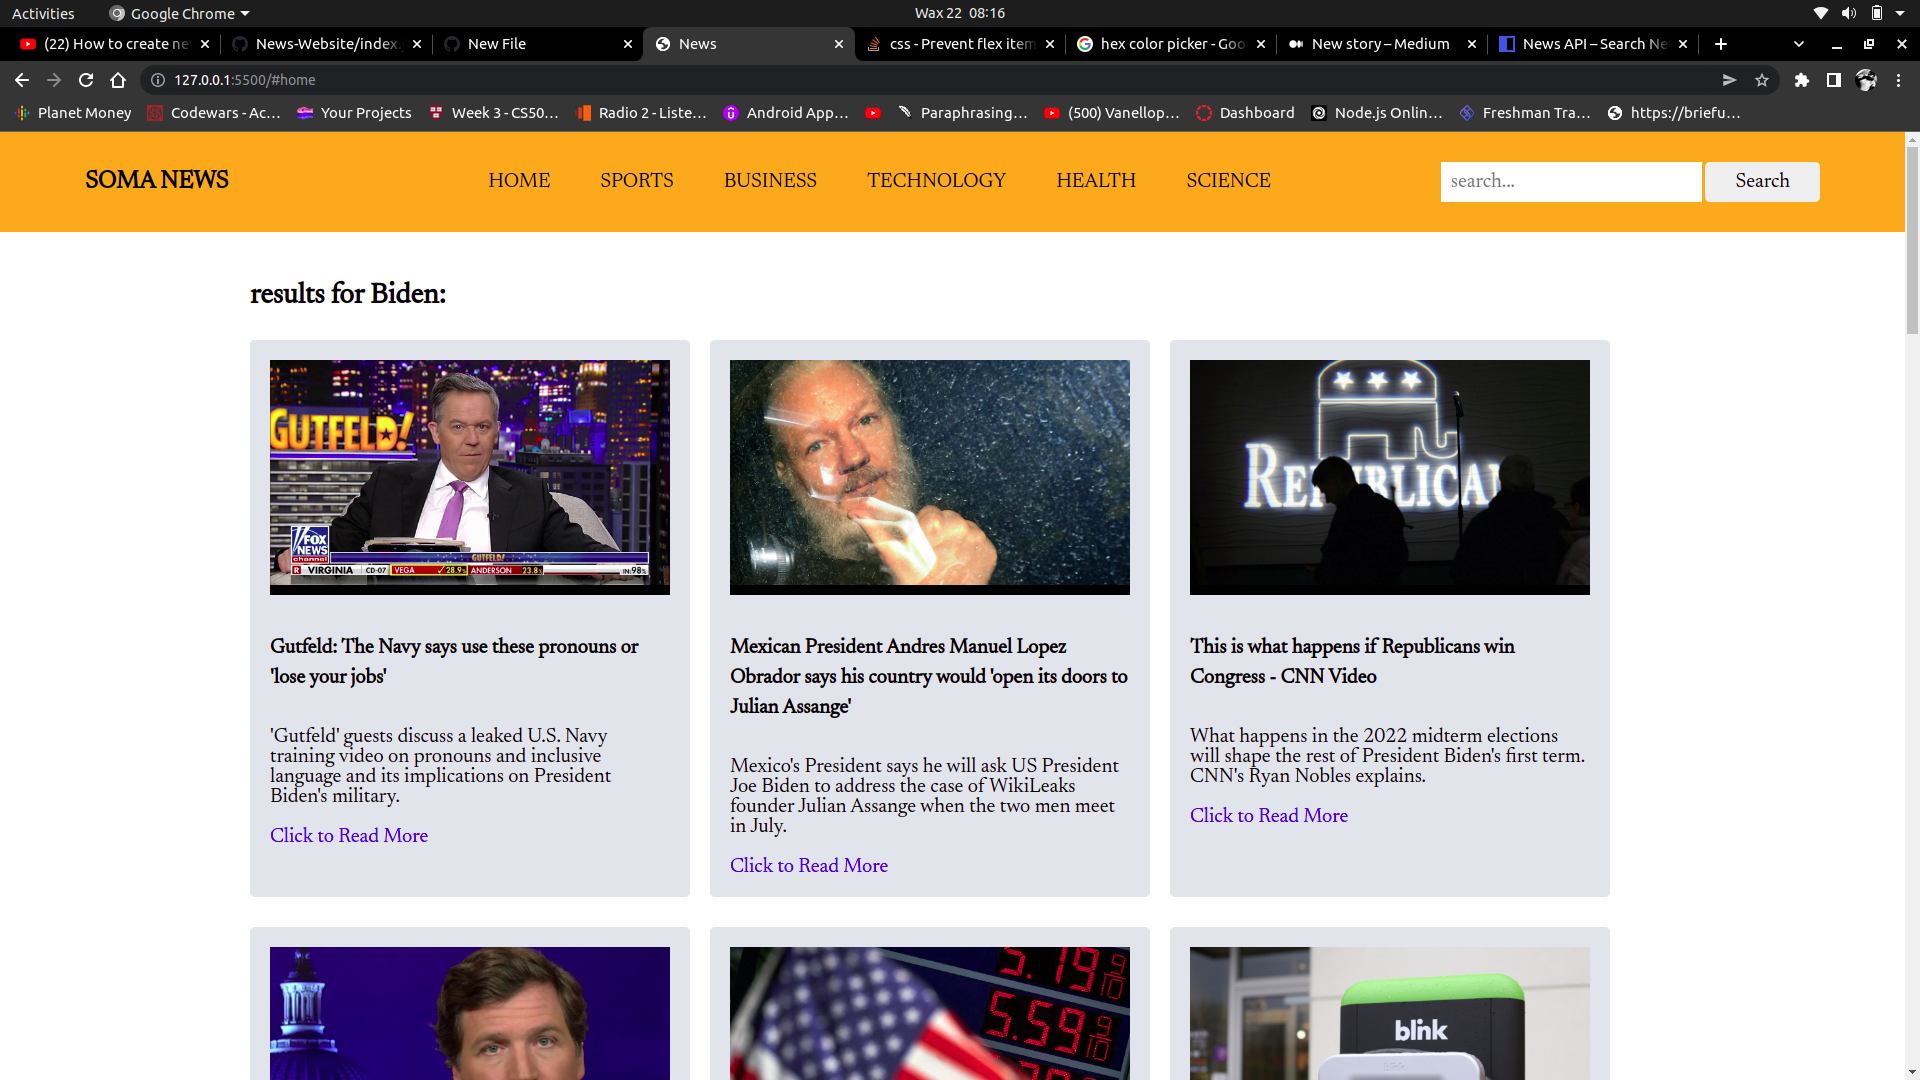 Activities
Google Chrome
Wax 22 08:16
(22) How to create ne
News-Website/index.
New File
News
css - Prevent flex item
hex color picker - Goo
New story – Medium
News API – Search Ne
127.0.0.1:5500/#home
Planet Money
Codewars - Ac...
Your Projects
Week 3 - CS50...
Radio 2 - Liste...
Android App...
Paraphrasing...
(500) Vanellop...
Dashboard
Node.js Onlin...
Freshman Tra...
https://briefu...
SOMA NEWS
HOME
SPORTS
BUSINESS
TECHNOLOGY
HEALTH
SCIENCE
search...
Search
results for Biden:
GUTFELD!
FOX
NEWS
channel
GUTFELD!
R VIRGINIA CD-07 VEGA ✓28.9% ANDERSON 23.8% IN:98%
Gutfeld: The Navy says use these pronouns or
'lose your jobs'
'Gutfeld' guests discuss a leaked U.S. Navy
training video on pronouns and inclusive
language and its implications on President
Biden's military.
Click to Read More
Mexican President Andres Manuel Lopez
Obrador says his country would 'open its doors to
Julian Assange'
Mexico's President says he will ask US President
Joe Biden to address the case of WikiLeaks
founder Julian Assange when the two men meet
in July.
Click to Read More
REPUBLICAN
This is what happens if Republicans win
Congress - CNN Video
What happens in the 2022 midterm elections
will shape the rest of President Biden's first term.
CNN's Ryan Nobles explains.
Click to Read More
5.19 9/10
5.59 9/10
blink
blink